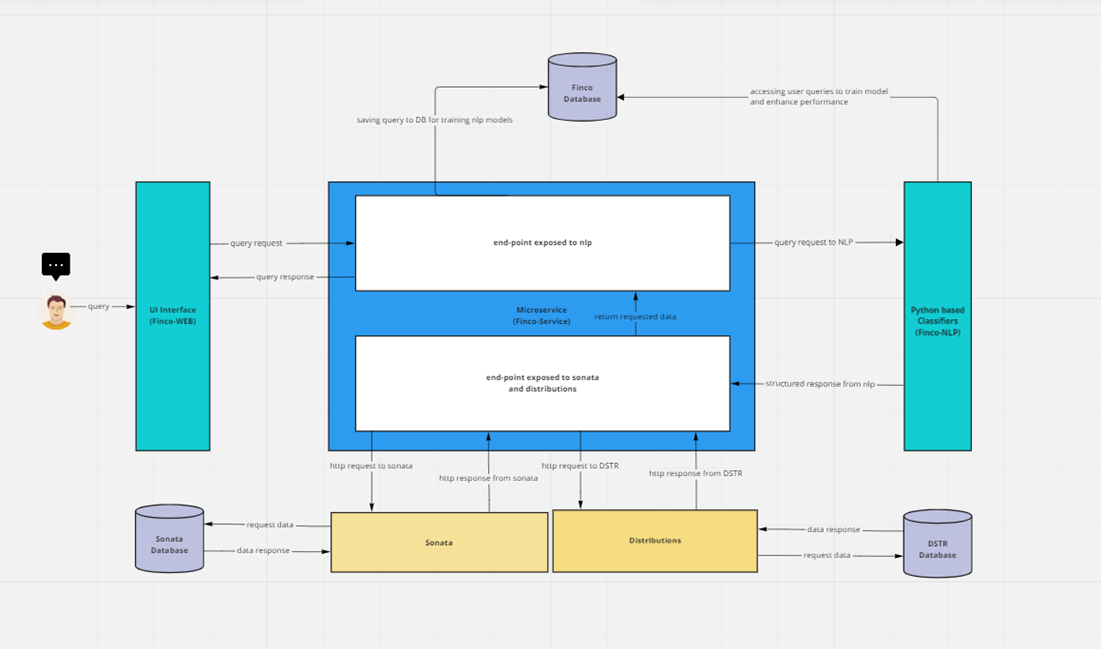 Finco
Database
accessing user queries to train model
and enhance performance
saving query to DB for training nlp models
query request
end-point exposed to nlp
query request to NLP
query response
query
UI Interface
(Finco-WEB)
Microservice
(Finco-Service)
return requested data
Python based
Classifiers
(Finco-NLP)
end-point exposed to sonata
and distributions
structured response from nlp
http request to sonata
http response from sonata
http request to DSTR
http response from DSTR
Sonata
Database
request data
data response
Sonata
Distributions
data response
request data
DSTR
Database